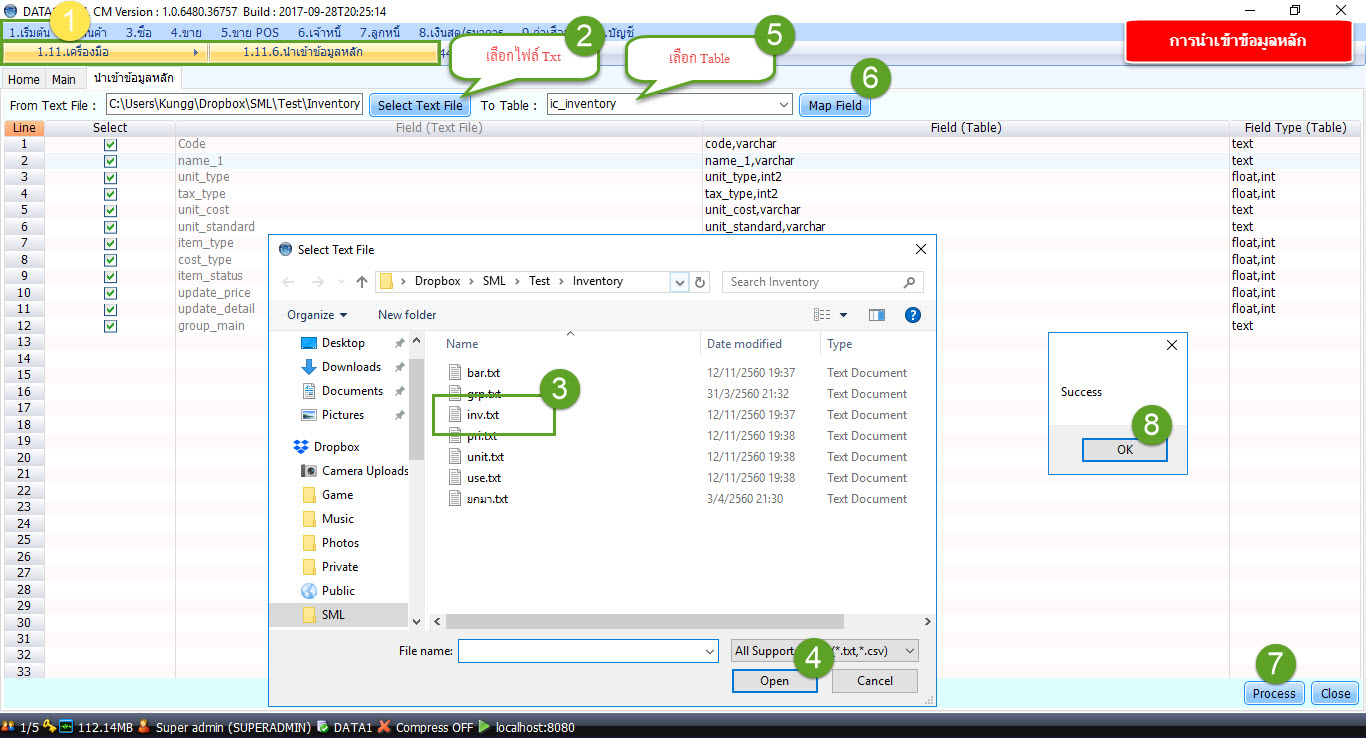 DATA1 CM Version : 1.0.6480.36757 Build : 2017-09-28T20:25:14
1
1.เริ่มต้น 3.ซื้อ 4.ขาย 5.ขาย POS 6.เจ้าหนี้ 7.ลูกหนี้ 8.เงินสด/ธนาคาร บัญชี
1.11.เครื่องมือ 1.11.6.นำเข้าข้อมูลหลัก
การนำเข้าข้อมูลหลัก
เลือกไฟล์ Txt
2
เลือก Table
5
6
Home Main นำเข้าข้อมูลหลัก
From Text File : C:\Users\Kungg\Dropbox\SML\Test\Inventory Select Text File To Table : ic_inventory Map Field
Line Select Field (Text File) Field (Table) Field Type (Table)
1 Code code,varchar text
2 name_1 name_1,varchar text
3 unit_type unit_type,int2 float,int
4 tax_type tax_type,int2 float,int
5 unit_cost unit_cost,varchar text
6 unit_standard unit_standard,varchar text
7 item_type float,int
8 cost_type float,int
9 item_status float,int
10 update_price float,int
11 update_detail float,int
12 group_main text
13
14
15
16
17
18
19
20
21
22
23
24
25
26
27
28
29
30
31
32
33
Select Text File
Dropbox SML Test Inventory Search Inventory
Organize New folder
Desktop
Downloads
Documents
Pictures
Dropbox
Camera Uploads
Game
Music
Photos
Private
Public
SML
Name Date modified Type
bar.txt 12/11/2560 19:37 Text Document
grp.txt 31/3/2560 21:32 Text Document
3
inv.txt 12/11/2560 19:37 Text Document
pri.txt 12/11/2560 19:38 Text Document
unit.txt 12/11/2560 19:38 Text Document
use.txt 12/11/2560 19:38 Text Document
ยกมา.txt 3/4/2560 21:30 Text Document
File name: All Support (*.txt,*.csv)
4
Open Cancel
Success
8
OK
7
Process Close
1/5 112.14MB Super admin (SUPERADMIN) DATA1 Compress OFF localhost:8080